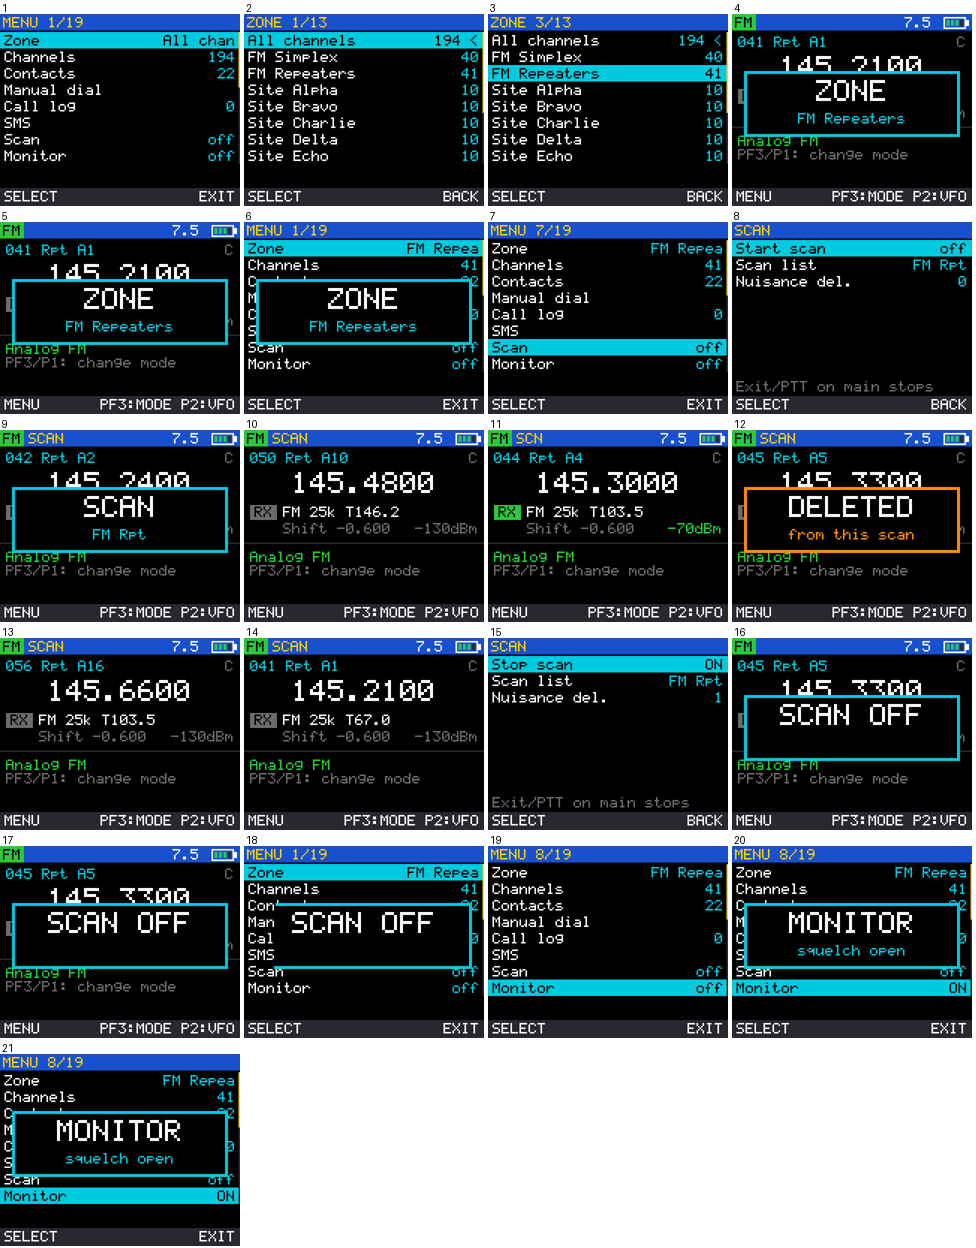 1
MENU 1/19
Zone All chan
Channels 194
Contacts 22
Manual dial
Call log 0
SMS
Scan off
Monitor off
SELECT EXIT
2
ZONE 1/13
All channels 194 <
FM Simplex 40
FM Repeaters 41
Site Alpha 10
Site Bravo 10
Site Charlie 10
Site Delta 10
Site Echo 10
SELECT BACK
3
ZONE 3/13
All channels 194 <
FM Simplex 40
FM Repeaters 41
Site Alpha 10
Site Bravo 10
Site Charlie 10
Site Delta 10
Site Echo 10
SELECT BACK
4
FM 7.5
041 Rpt A1 C
145.2100
ZONE
FM Repeaters
Analog FM
PF3/P1: change mode
MENU PF3:MODE P2:VFO
5
FM 7.5
041 Rpt A1 C
145.2100
ZONE
FM Repeaters
Analog FM
PF3/P1: change mode
MENU PF3:MODE P2:VFO
6
MENU 1/19
Zone FM Repea
Channels 41
ZONE
FM Repeaters
Scan off
Monitor off
SELECT EXIT
7
MENU 7/19
Zone FM Repea
Channels 41
Contacts 22
Manual dial
Call log 0
SMS
Scan off
Monitor off
SELECT EXIT
8
SCAN
Start scan off
Scan list FM Rpt
Nuisance del. 0
Exit/PTT on main stops
SELECT BACK
9
FM SCAN 7.5
042 Rpt A2 C
145.2400
SCAN
FM Rpt
Analog FM
PF3/P1: change mode
MENU PF3:MODE P2:VFO
10
FM SCAN 7.5
050 Rpt A10 C
145.4800
RX FM 25k T146.2
Shift -0.600 -130dBm
Analog FM
PF3/P1: change mode
MENU PF3:MODE P2:VFO
11
FM SCN 7.5
044 Rpt A4 C
145.3000
RX FM 25k T103.5
Shift -0.600 -70dBm
Analog FM
PF3/P1: change mode
MENU PF3:MODE P2:VFO
12
FM SCAN 7.5
045 Rpt A5 C
145.3300
DELETED
from this scan
Analog FM
PF3/P1: change mode
MENU PF3:MODE P2:VFO
13
FM SCAN 7.5
056 Rpt A16 C
145.6600
RX FM 25k T103.5
Shift -0.600 -130dBm
Analog FM
PF3/P1: change mode
MENU PF3:MODE P2:VFO
14
FM SCAN 7.5
041 Rpt A1 C
145.2100
RX FM 25k T67.0
Shift -0.600 -130dBm
Analog FM
PF3/P1: change mode
MENU PF3:MODE P2:VFO
15
SCAN
Stop scan ON
Scan list FM Rpt
Nuisance del. 1
Exit/PTT on main stops
SELECT BACK
16
FM 7.5
045 Rpt A5 C
145.3300
SCAN OFF
Analog FM
PF3/P1: change mode
MENU PF3:MODE P2:VFO
17
FM 7.5
045 Rpt A5 C
145.3300
SCAN OFF
Analog FM
PF3/P1: change mode
MENU PF3:MODE P2:VFO
18
MENU 1/19
Zone FM Repea
Channels 41
SCAN OFF
SMS
Scan off
Monitor off
SELECT EXIT
19
MENU 8/19
Zone FM Repea
Channels 41
Contacts 22
Manual dial
Call log 0
SMS
Scan off
Monitor off
SELECT EXIT
20
MENU 8/19
Zone FM Repea
Channels 41
MONITOR
squelch open
Scan off
Monitor ON
SELECT EXIT
21
MENU 8/19
Zone FM Repea
Channels 41
MONITOR
squelch open
Scan off
Monitor ON
SELECT EXIT